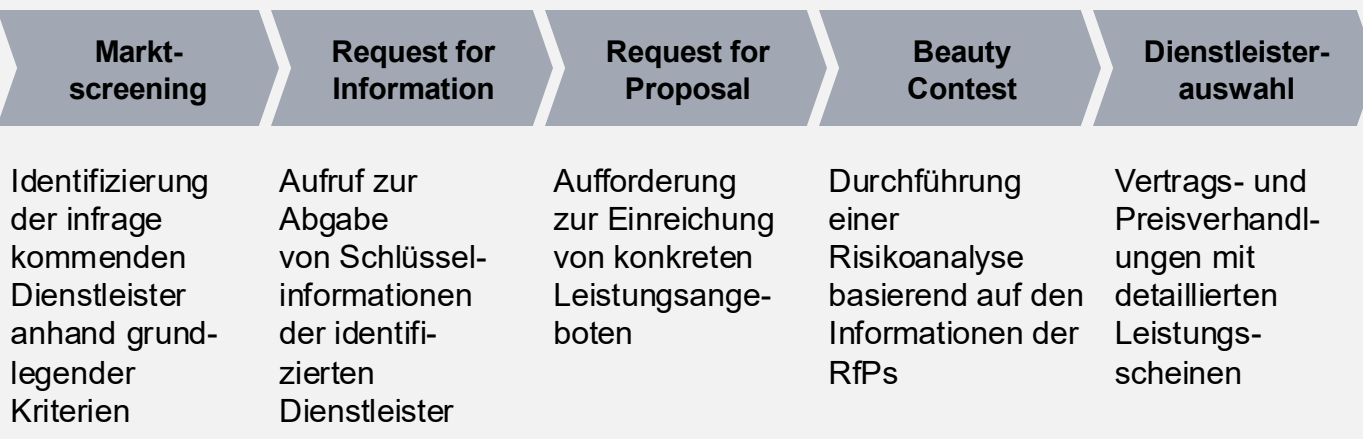 Markt-
screening
Request for
Information
Request for
Proposal
Beauty
Contest
Dienstleister-
auswahl
Identifizierung
der infrage
kommenden
Dienstleister
anhand grund-
legender
Kriterien
Aufruf zur
Abgabe
von Schlüssel-
informationen
der identifi-
zierten
Dienstleister
Aufforderung
zur Einreichung
von konkreten
Leistungsange-
boten
Durchführung
einer
Risikoanalyse
basierend auf den
Informationen der
RfPs
Vertrags- und
Preisverhandl-
ungen mit
detaillierten
Leistungs-
scheinen